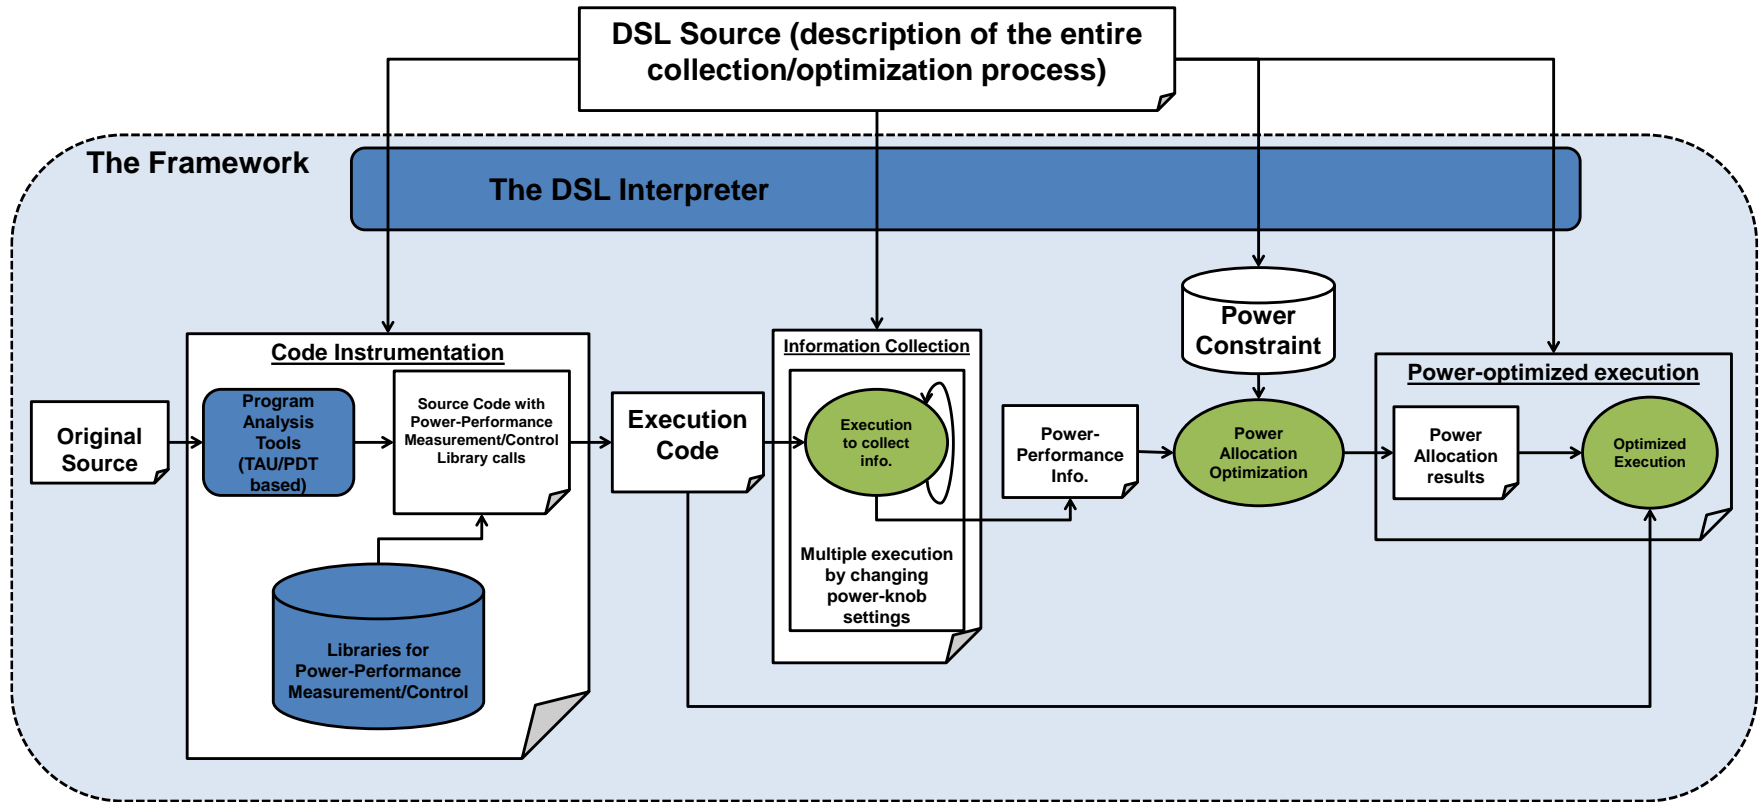 DSL Source (description of the entire
collection/optimization process)
The Framework
The DSL Interpreter
Code Instrumentation
Original
Source
Program
Analysis
Tools
(TAU/PDT
based)
Source Code with
Power-Performance
Measurement/Control
Library calls
Libraries for
Power-Performance
Measurement/Control
Execution
Code
Information Collection
Execution
to collect
info.
Multiple execution
by changing
power-knob
settings
Power-
Performance
Info.
Power
Constraint
Power
Allocation
Optimization
Power-optimized execution
Power
Allocation
results
Optimized
Execution